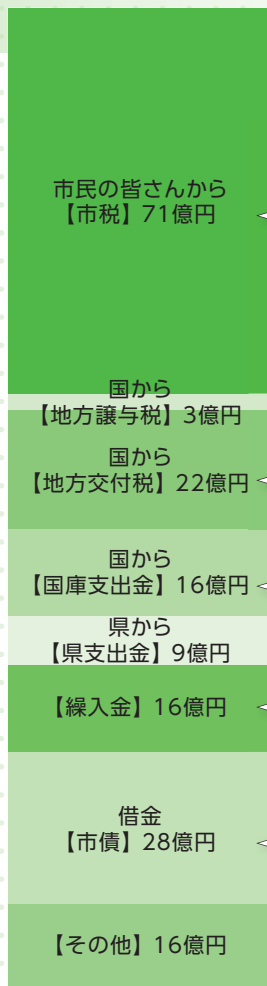 市民の皆さんから
【市税】71億円
国から
【地方譲与税】3億円
国から
【地方交付税】22億円
国から
【国庫支出金】16億円
県から
【県支出金】9億円
【繰入金】16億円
借金
【市債】28億円
【その他】16億円